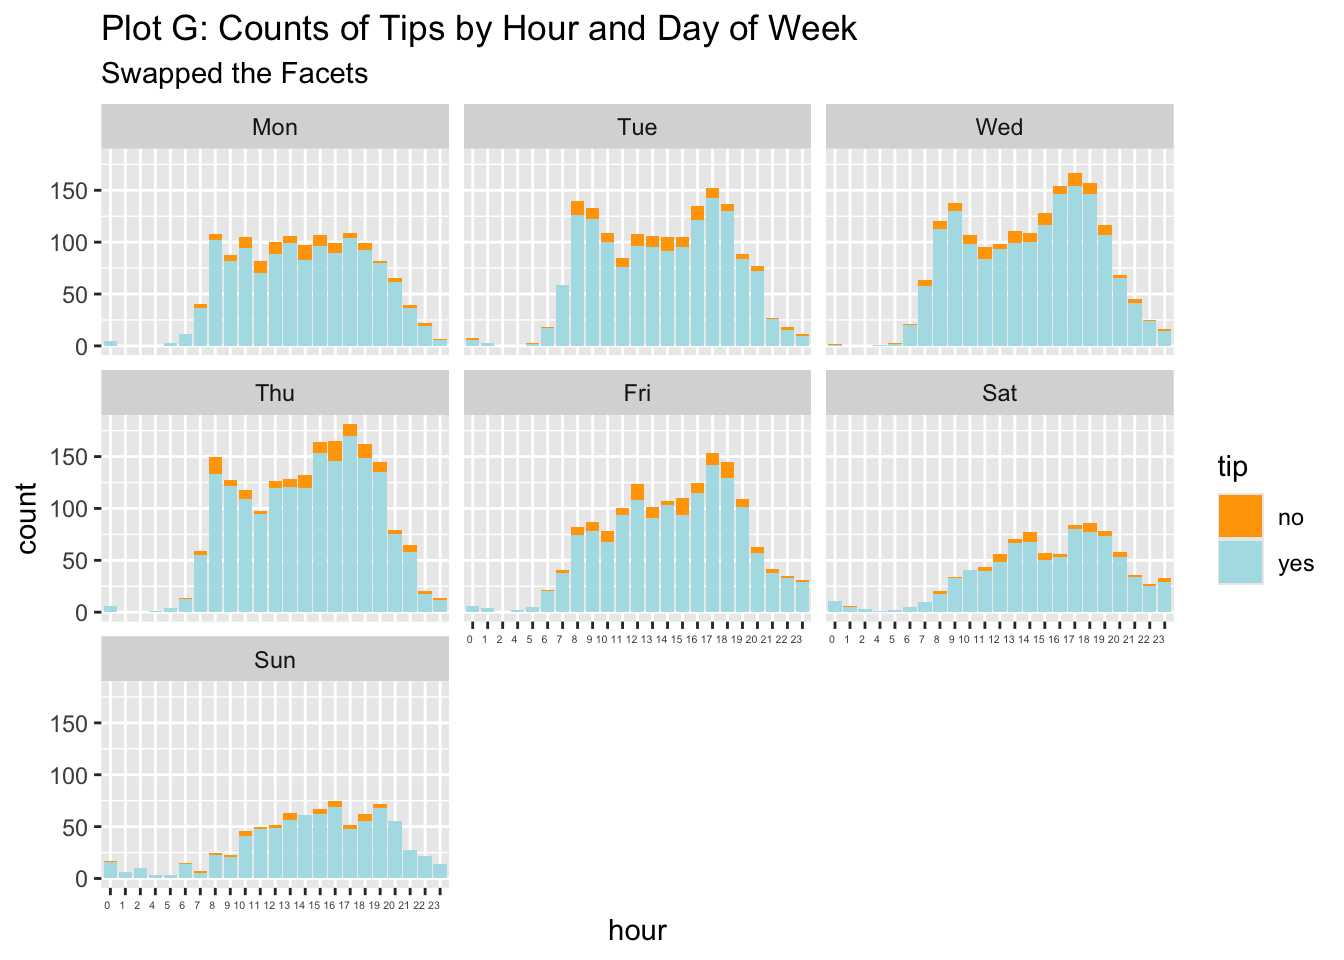 Plot G: Counts of Tips by Hour and Day of Week
Swapped the Facets
Mon Tue Wed
150
100
50
0
Thu Fri Sat
150
100
50
0
0 1 2 4 5 6 7 8 9 10 11 12 13 14 15 16 17 18 19 20 21 22 23 0 1 2 4 5 6 7 8 9 10 11 12 13 14 15 16 17 18 19 20 21 22 23
Sun
150
100
50
0
0 1 2 4 5 6 7 8 9 10 11 12 13 14 15 16 17 18 19 20 21 22 23
hour
count
tip
no
yes